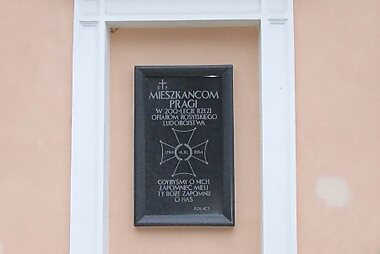 Ś P
MIESZKAŃCOM
PRAGI
W 200-LECIE RZEZI
OFIAROM ROSYJSKIEGO
LUDOBÓJSTWA
1794 4.XI. 1994
GDYBYŚMY O NICH
ZAPOMNIEĆ MIELI
TY BOŻE ZAPOMNIJ
O NAS
RODACY